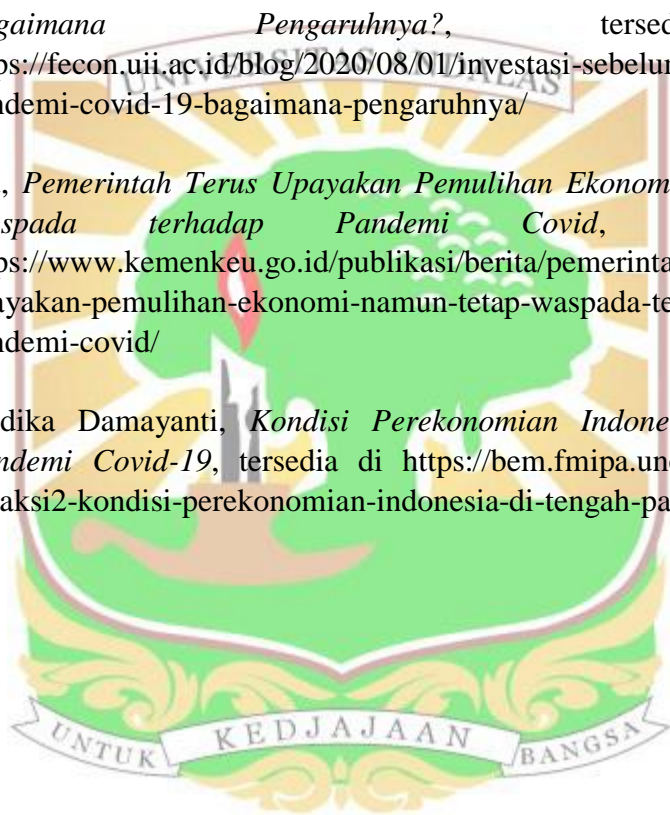 gaimana Pengaruhnya?, tersed
ps://fecon.uii.ac.id/blog/2020/08/01/investasi-sebelun
ndemi-covid-19-bagaimana-pengaruhnya/
UNIVERSITAS ANDALAS
, Pemerintah Terus Upayakan Pemulihan Ekonom
spada terhadap Pandemi Covid,
ps://www.kemenkeu.go.id/publikasi/berita/pemerinta
ayakan-pemulihan-ekonomi-namun-tetap-waspada-te
ndemi-covid/
dika Damayanti, Kondisi Perekonomian Indone
ndemi Covid-19, tersedia di https://bem.fmipa.un
aksi2-kondisi-perekonomian-indonesia-di-tengah-pa
UNTUK KEDJAJAAN BANGSA